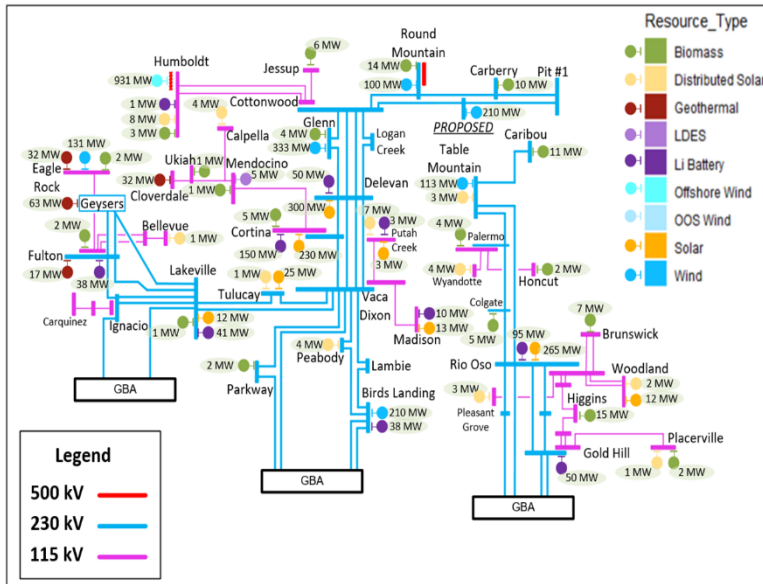 Resource_Type
Biomass
Distributed Solar
Geothermal
LDES
Li Battery
Offshore Wind
OOS Wind
Solar
Wind
Humboldt
931 MW
1 MW
8 MW
3 MW
6 MW
Jessup
Cottonwood
Round
Mountain
14 MW
100 MW
Carberry
10 MW
Pit #1
210 MW
PROPOSED
4 MW
Calpella
Glenn
4 MW
333 MW
Logan
Creek
Table
Mountain
113 MW
3 MW
Caribou
11 MW
131 MW
32 MW
2 MW
Eagle
Rock
63 MW
Geysers
Ukiah
1 MW
Mendocino
5 MW
32 MW
Cloverdale
1 MW
50 MW
Delevan
300 MW
5 MW
Cortina
150 MW
230 MW
7 MW
3 MW
Putah
Creek
3 MW
4 MW
Palermo
4 MW
Wyandotte
2 MW
Honcut
2 MW
Bellevue
1 MW
Fulton
17 MW
38 MW
Lakeville
1 MW
25 MW
Tulucay
Vaca
Dixon
10 MW
13 MW
Madison
Colgate
5 MW
Carquinez
Ignacio
12 MW
41 MW
1 MW
4 MW
Peabody
Lambie
2 MW
Parkway
Birds Landing
210 MW
38 MW
95 MW
265 MW
Rio Oso
7 MW
Brunswick
Woodland
2 MW
12 MW
3 MW
Pleasant
Grove
Higgins
15 MW
Placerville
1 MW
2 MW
Gold Hill
50 MW
GBA
GBA
GBA
Legend
500 kV
230 kV
115 kV